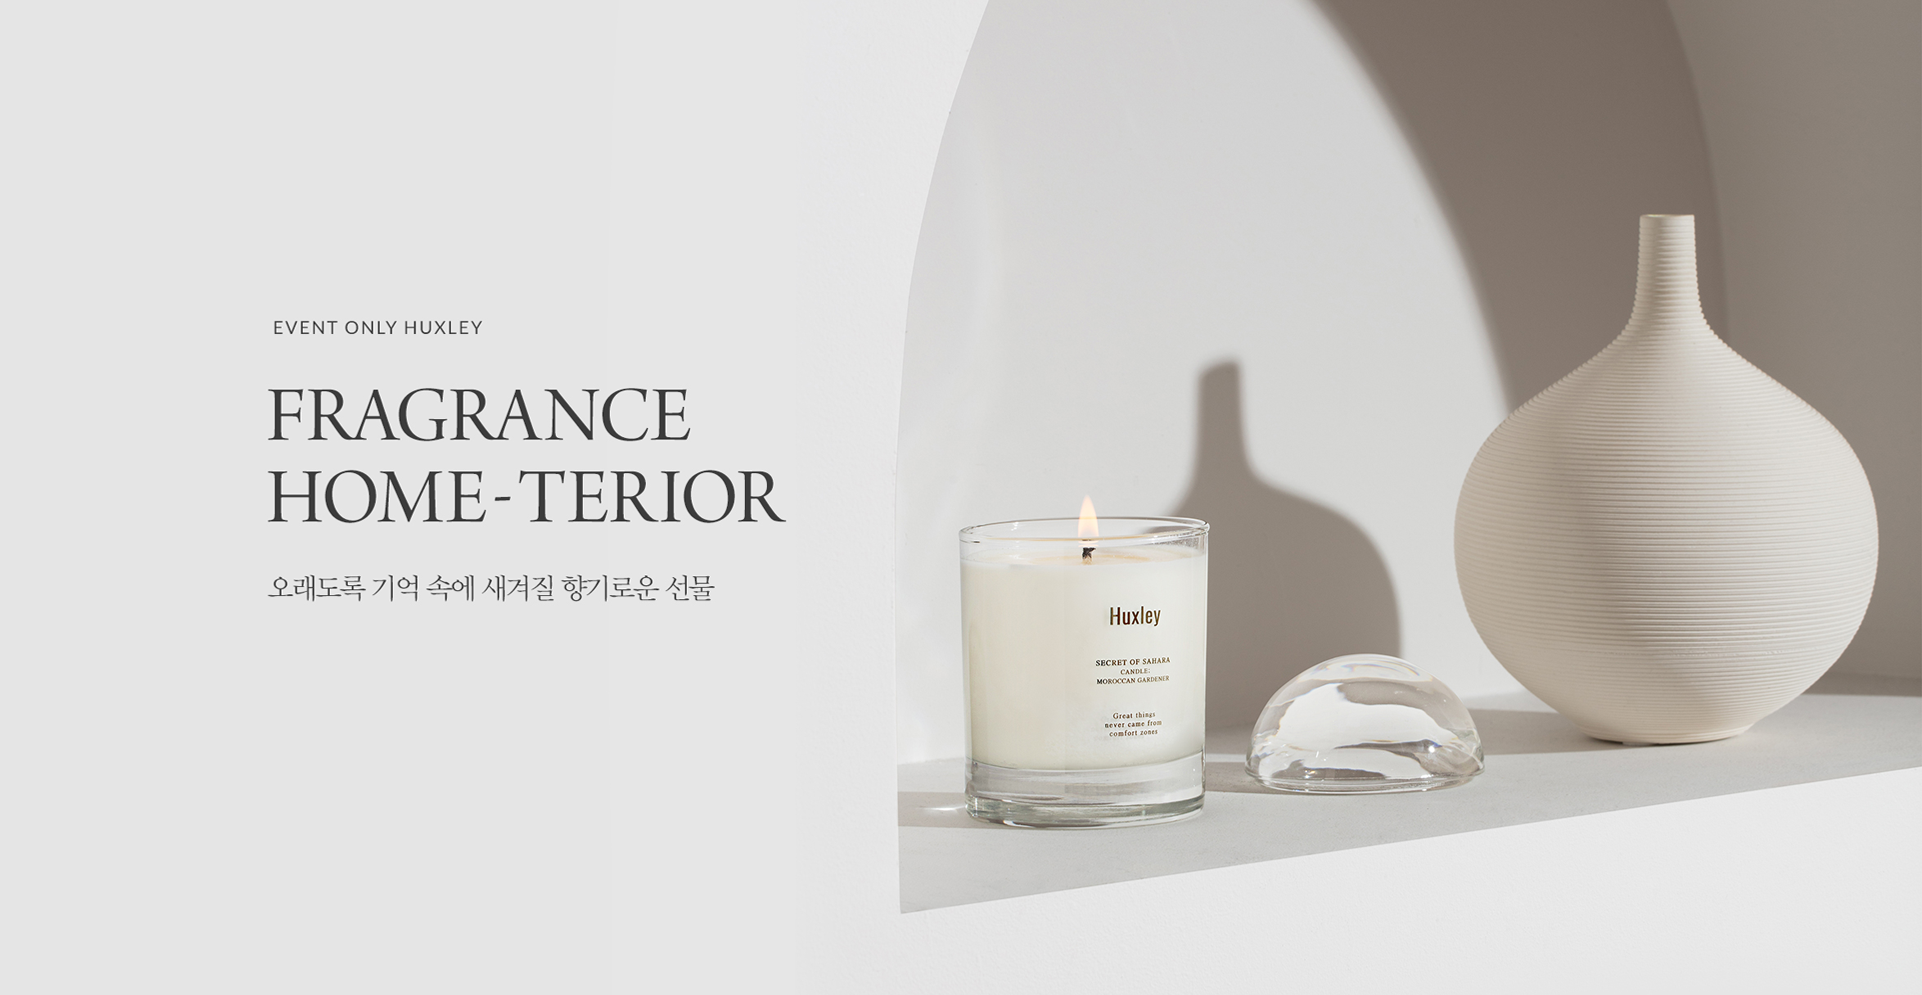 EVENT ONLY HUXLEY
FRAGRANCE
HOME-TERIOR
오래도록 기억 속에 새겨질 향기로운 선물
Huxley
SECRET OF SAHARA
CANDLE:
MOROCCAN GARDENER
Great things
never came from
comfort zones